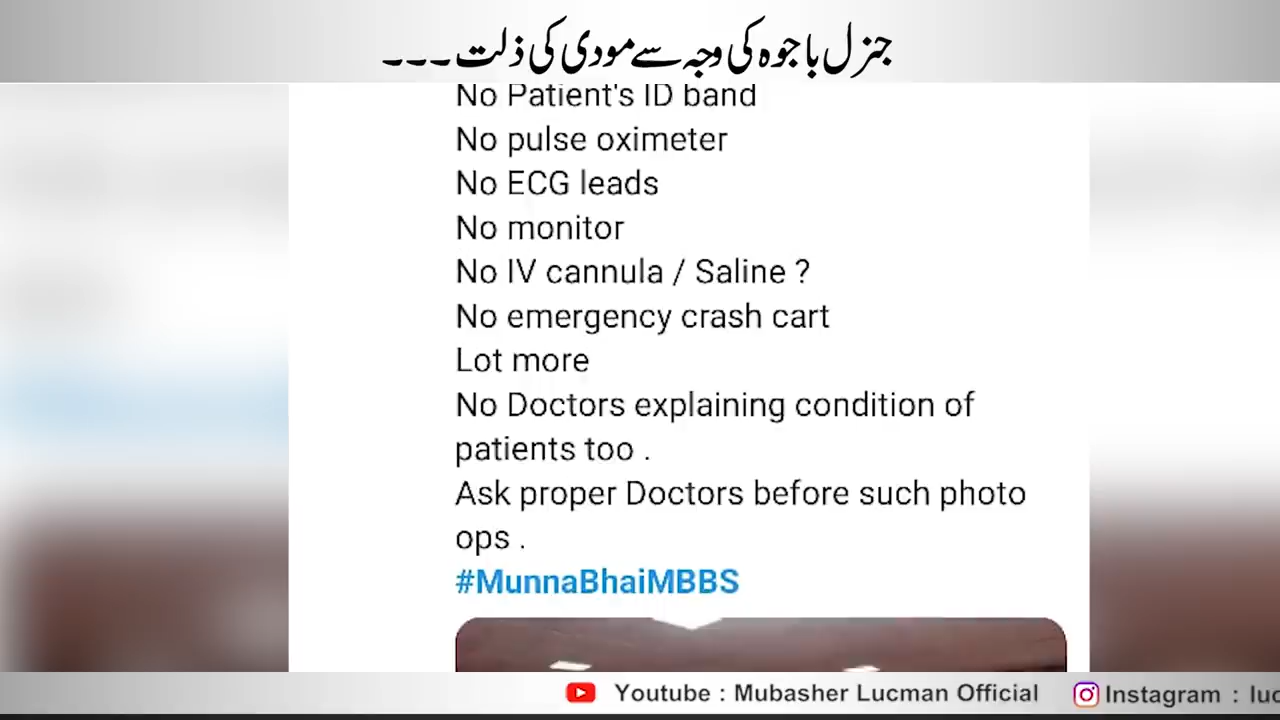 جنرل باجوہ کی وجہ سے مودی کی ذلت ۔۔۔
No Patient's ID band
No pulse oximeter
No ECG leads
No monitor
No IV cannula / Saline ?
No emergency crash cart
Lot more
No Doctors explaining condition of
patients too .
Ask proper Doctors before such photo
ops .
#MunnaBhaiMBBS
Youtube : Mubasher Lucman Official
Instagram : luc